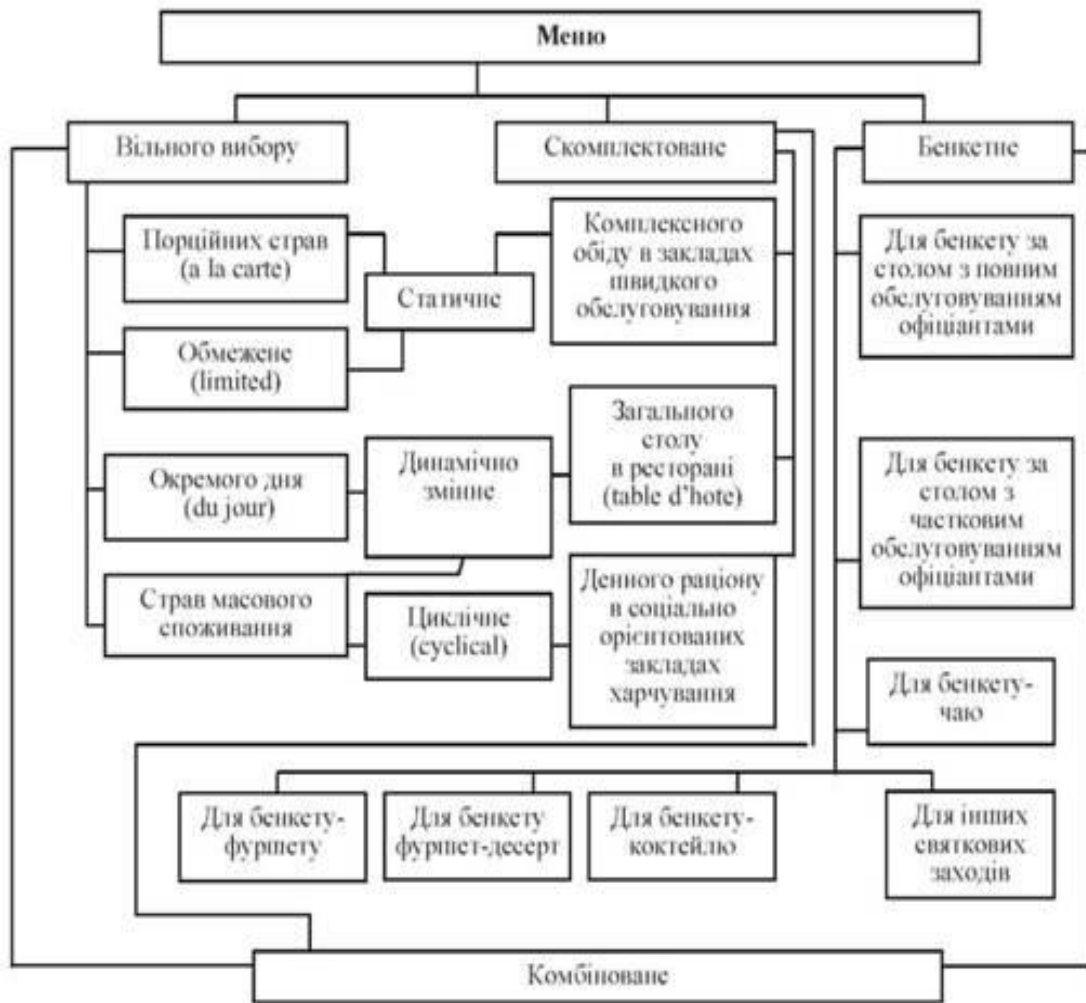 Меню
Вільного вибору
Скомплектоване
Бенкетне
Порційних страв
(a la carte)
Обмежене
(limited)
Окремого дня
(du jour)
Страв масового
споживання
Статичне
Динамічно
змінне
Циклічне
(cyclical)
Комплексного
обіду в закладах
швидкого
обслуговування
Загального
столу
в ресторані
(table d'hote)
Денного раціону
в соціально
орієнтованих
закладах
харчування
Для бенкету за
столом з повним
обслуговуванням
офіціантами
Для бенкету за
столом з
частковим
обслуговуванням
офіціантами
Для бенкету-
чаю
Для бенкету-
фуршету
Для бенкету
фуршет-десерт
Для бенкету-
коктейлю
Для інших
святкових
заходів
Комбіноване